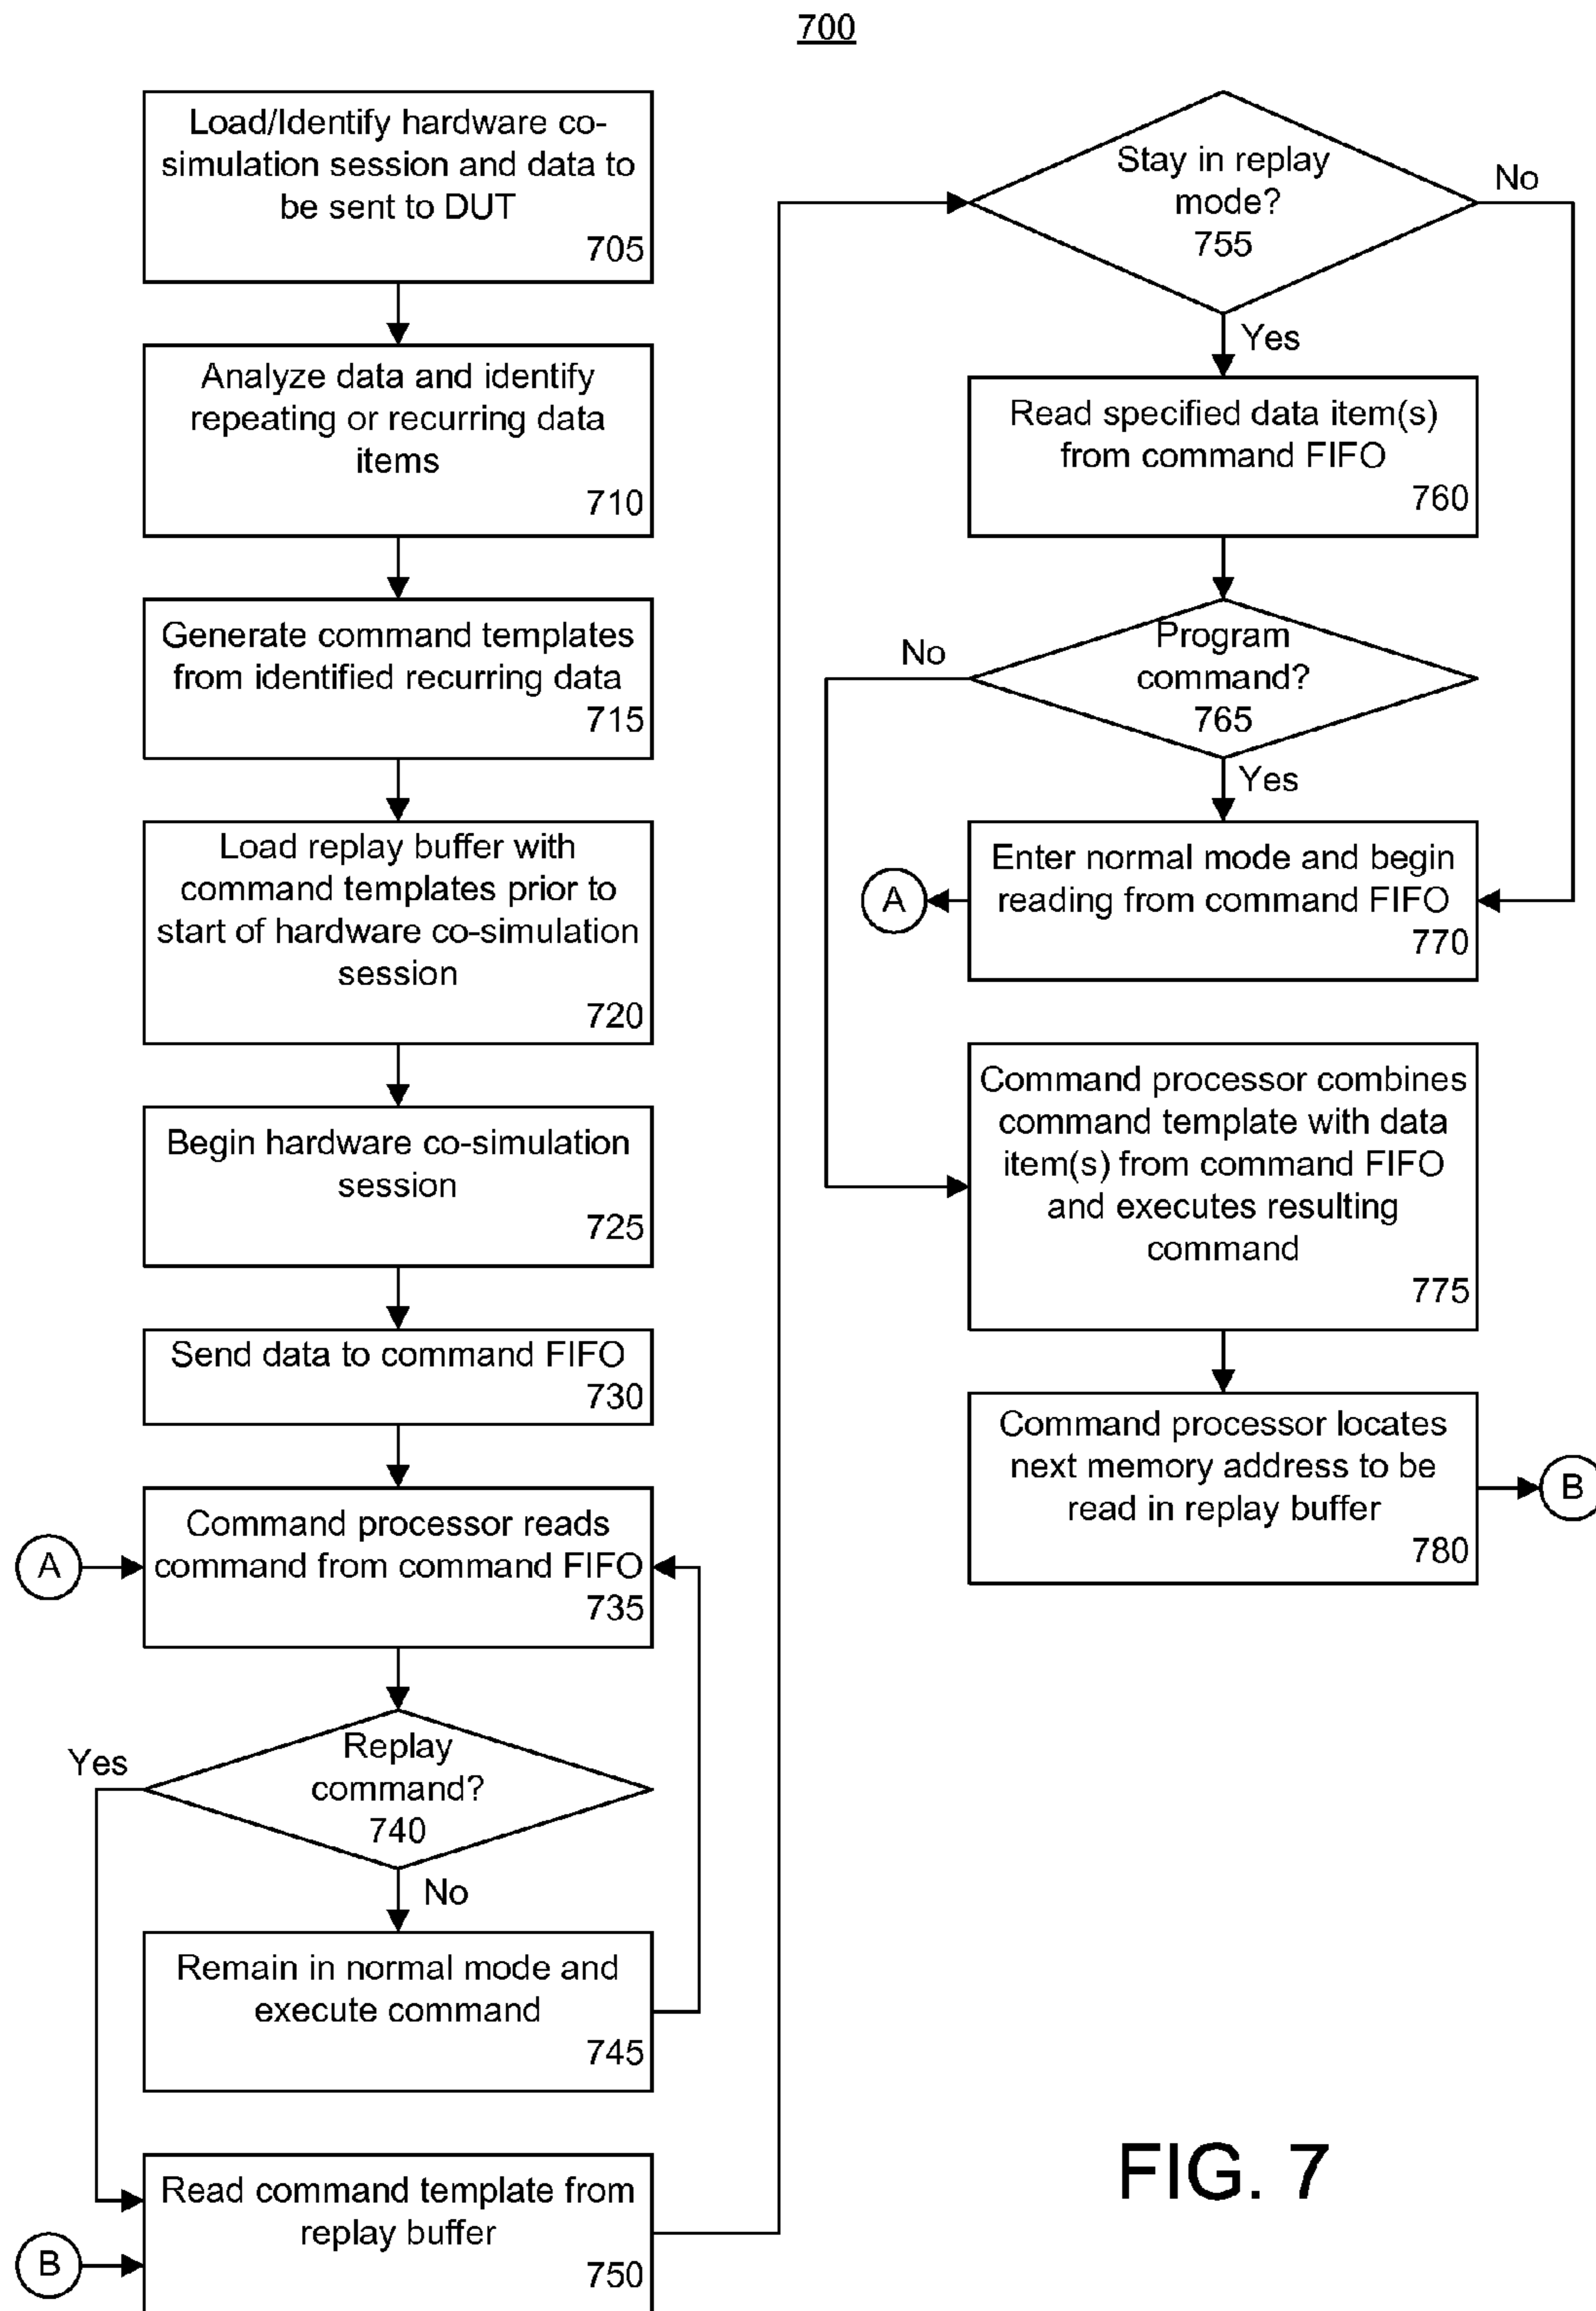 700
Load/Identify hardware co-
simulation session and data to
be sent to DUT
705
Analyze data and identify
repeating or recurring data
items
710
Generate command templates
from identified recurring data
715
Load replay buffer with
command templates prior to
start of hardware co-simulation
session
720
Begin hardware co-simulation
session
725
Send data to command FIFO
730
A
Command processor reads
command from command FIFO
735
Replay
command?
740
Yes
No
Remain in normal mode and
execute command
745
B
Read command template from
replay buffer
750
Stay in replay
mode?
755
No
Yes
Read specified data item(s)
from command FIFO
760
Program
command?
765
No
Yes
Enter normal mode and begin
reading from command FIFO
770
A
Command processor combines
command template with data
item(s) from command FIFO
and executes resulting
command
775
Command processor locates
next memory address to be
read in replay buffer
780
B
FIG. 7